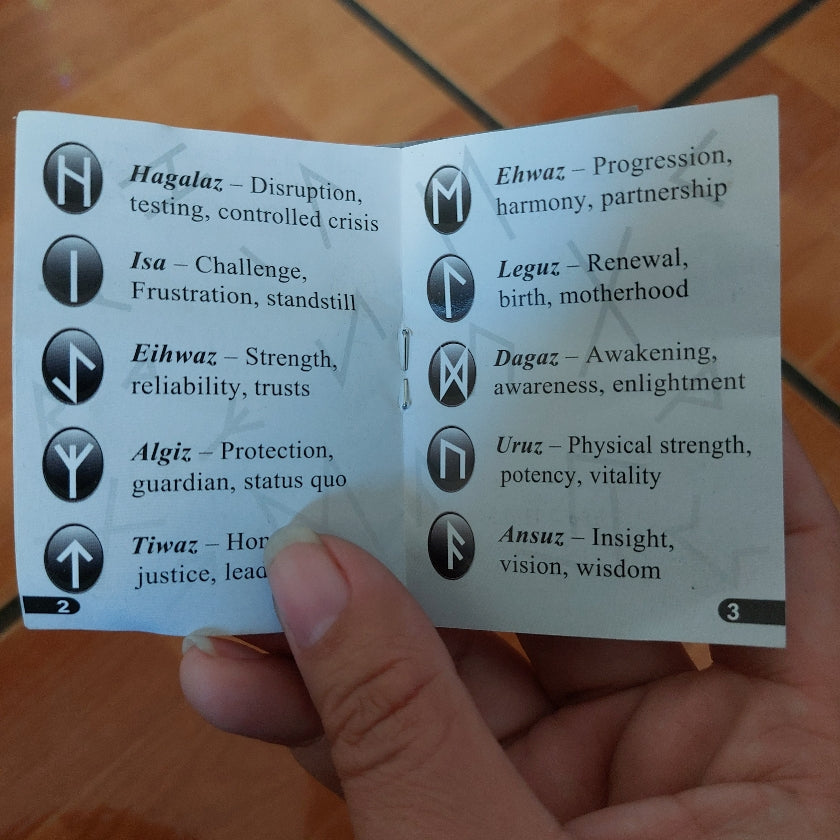 Hagalaz – Disruption,
testing, controlled crisis
Isa – Challenge,
Frustration, standstill
Eihwaz – Strength,
reliability, trusts
Algiz – Protection,
guardian, status quo
Tiwaz –
justice,
2
Ehwaz – Progression,
harmony, partnership
Leguz – Renewal,
birth, motherhood
Dagaz – Awakening,
awareness, enlightment
Uruz – Physical strength,
potency, vitality
Ansuz – Insight,
vision, wisdom
3